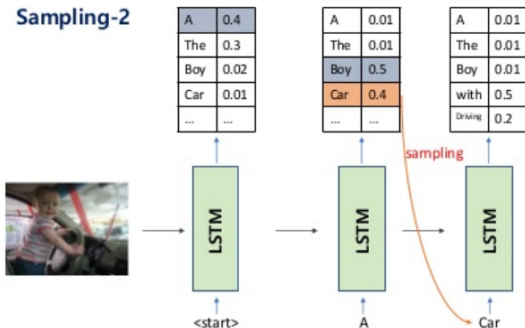 Sampling-2
A 0.4
The 0.3
Boy 0.02
Car 0.01
... ...
A 0.01
The 0.01
Boy 0.5
Car 0.4
... ...
A 0.01
The 0.01
Boy 0.01
with 0.5
Driving 0.2
sampling
LSTM
LSTM
LSTM
<start>
A
Car